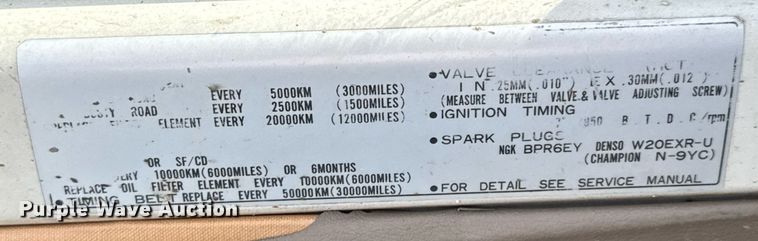 EVERY 5000KM (3000MILES)
ROAD EVERY 2500KM (1500MILES)
ELEMENT EVERY 20000KM (12000MILES)
OR SF/CD
10000KM(6000MILES) OR 6MONTHS
REPLACE OIL FILTER ELEMENT EVERY 10000KM(6000MILES)
• TIMING BELT REPLACE EVERY 50000KM(30000MILES)
• VALVE
IN .25MM(.010") EX .30MM(.012")
(MEASURE BETWEEN VALVE & VALVE ADJUSTING SCREW)
• IGNITION TIMING
850 B.T.D.C/rpm
• SPARK PLUGS
NGK BPR6EY DENSO W20EXR-U
(CHAMPION N-9YC)
• FOR DETAIL SEE SERVICE MANUAL
Purple Wave Auction